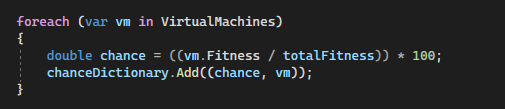 foreach (var vm in VirtualMachines)
{
    double chance = ((vm.Fitness / totalFitness)) * 100;
    chanceDictionary.Add((chance, vm));
}